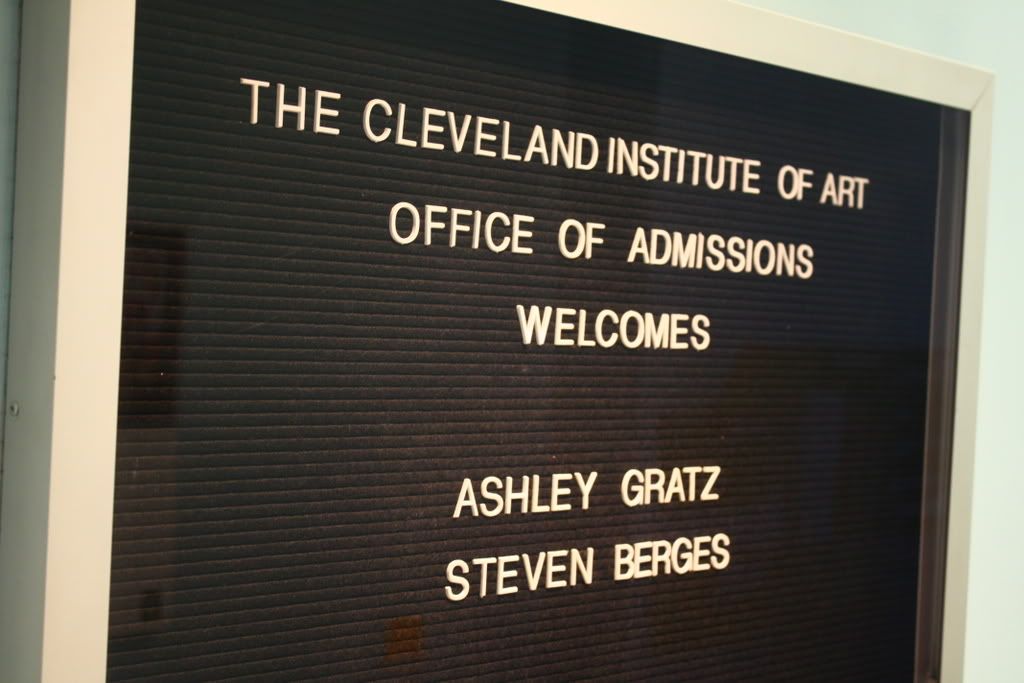 THE CLEVELAND INSTITUTE OF ART
OFFICE OF ADMISSIONS
WELCOMES
ASHLEY GRATZ
STEVEN BERGES